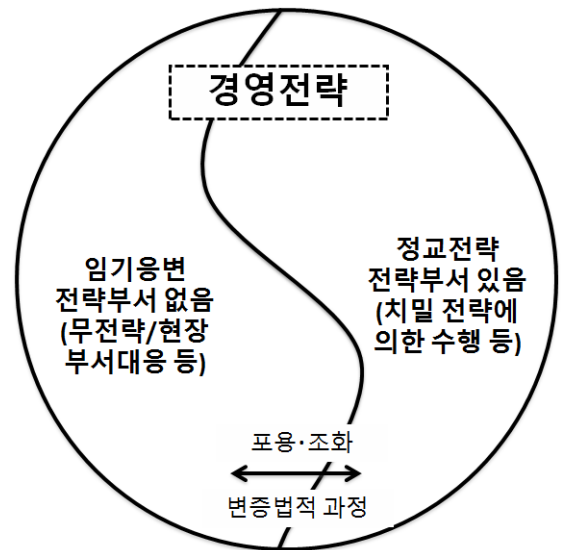 경영전략
임기응변
전략부서 없음
(무전략/현장
부서대응 등)
정교전략
전략부서 있음
(치밀 전략에
의한 수행 등)
포용·조화
변증법적 과정